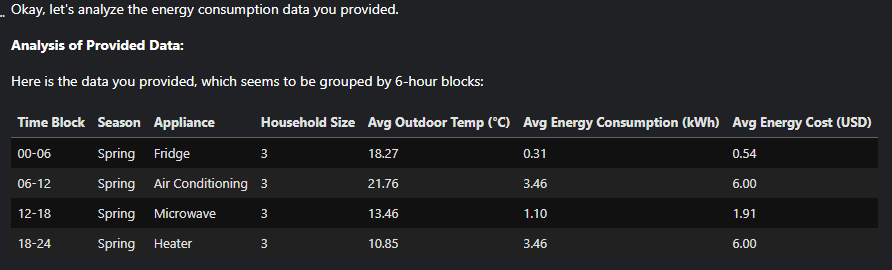 Okay, let's analyze the energy consumption data you provided.
Analysis of Provided Data:
Here is the data you provided, which seems to be grouped by 6-hour blocks:
Time Block Season Appliance Household Size Avg Outdoor Temp (°C) Avg Energy Consumption (kWh) Avg Energy Cost (USD)
00-06 Spring Fridge 3 18.27 0.31 0.54
06-12 Spring Air Conditioning 3 21.76 3.46 6.00
12-18 Spring Microwave 3 13.46 1.10 1.91
18-24 Spring Heater 3 10.85 3.46 6.00